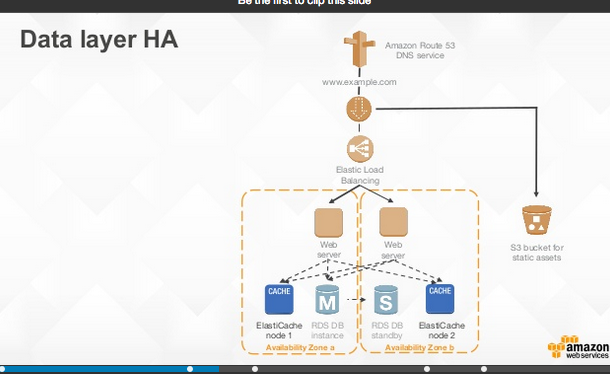 Be the first to clip this slide
Data layer HA
Amazon Route 53
DNS service
www.example.com
Elastic Load
Balancing
Web
server
Web
server
S3 bucket for
static assets
CACHE
M
S
CACHE
ElastiCache
node 1
RDS DB
instance
RDS DB
standby
ElastiCache
node 2
Availability Zone a
Availability Zone b
amazon
web services